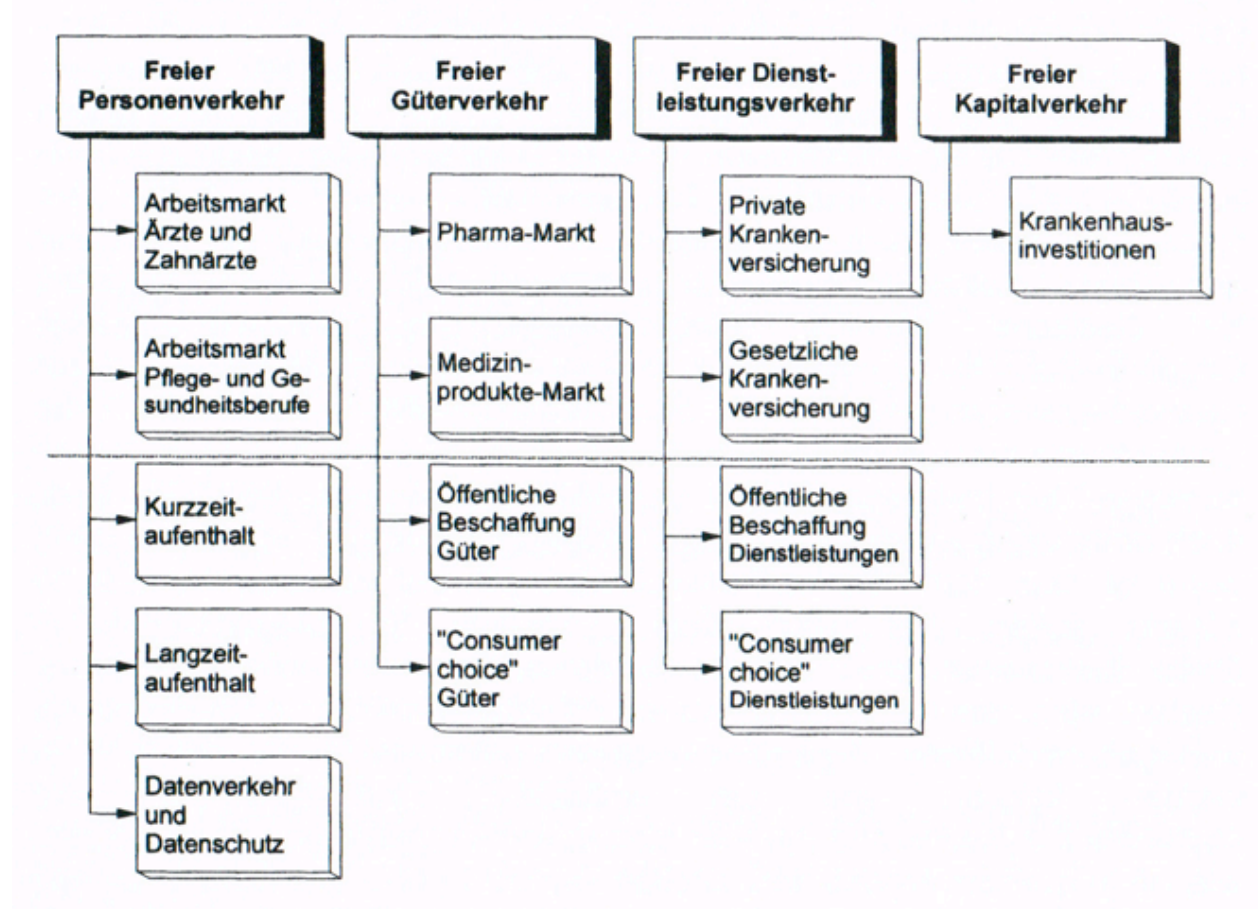 Freier
Personenverkehr
Freier
Güterverkehr
Freier Dienst-
leistungsverkehr
Freier
Kapitalverkehr
Arbeitsmarkt
Ärzte und
Zahnärzte
Arbeitsmarkt
Pflege- und Ge-
sundheitsberufe
Kurzzeit-
aufenthalt
Langzeit-
aufenthalt
Datenverkehr
und
Datenschutz
Pharma-Markt
Medizin-
produkte-Markt
Öffentliche
Beschaffung
Güter
"Consumer
choice"
Güter
Private
Kranken-
versicherung
Gesetzliche
Kranken-
versicherung
Öffentliche
Beschaffung
Dienstleistungen
"Consumer
choice"
Dienstleistungen
Krankenhaus-
investitionen